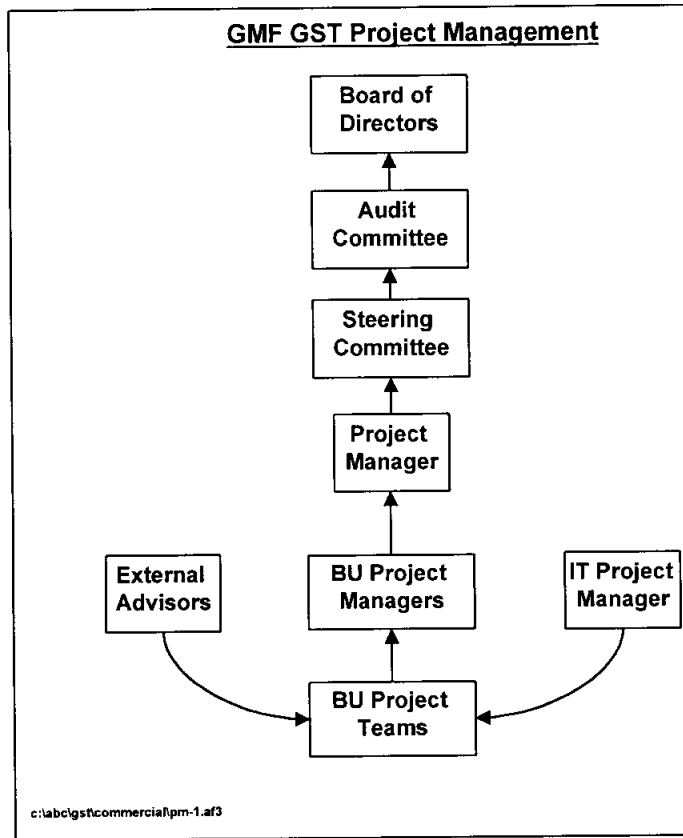 GMF GST Project Management
Board of
Directors
Audit
Committee
Steering
Committee
Project
Manager
External
Advisors
BU Project
Managers
IT Project
Manager
BU Project
Teams
c:\abc\gst\commercial\pm-1.af3